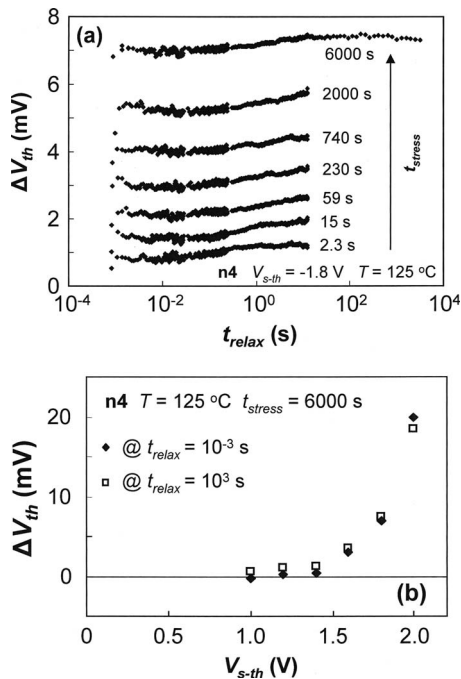 (a)
8
6
4
2
0
ΔVth (mV)
6000 s
2000 s
740 s
230 s
59 s
15 s
2.3 s
tstress
n4 Vs-th = -1.8 V T = 125 °C
10-4 10-2 100 102 104
trelax (s)
n4 T = 125 °C tstress = 6000 s
@ trelax = 10-3 s
@ trelax = 103 s
20
10
0
ΔVth (mV)
(b)
0 0.5 1.0 1.5 2.0
Vs-th (V)